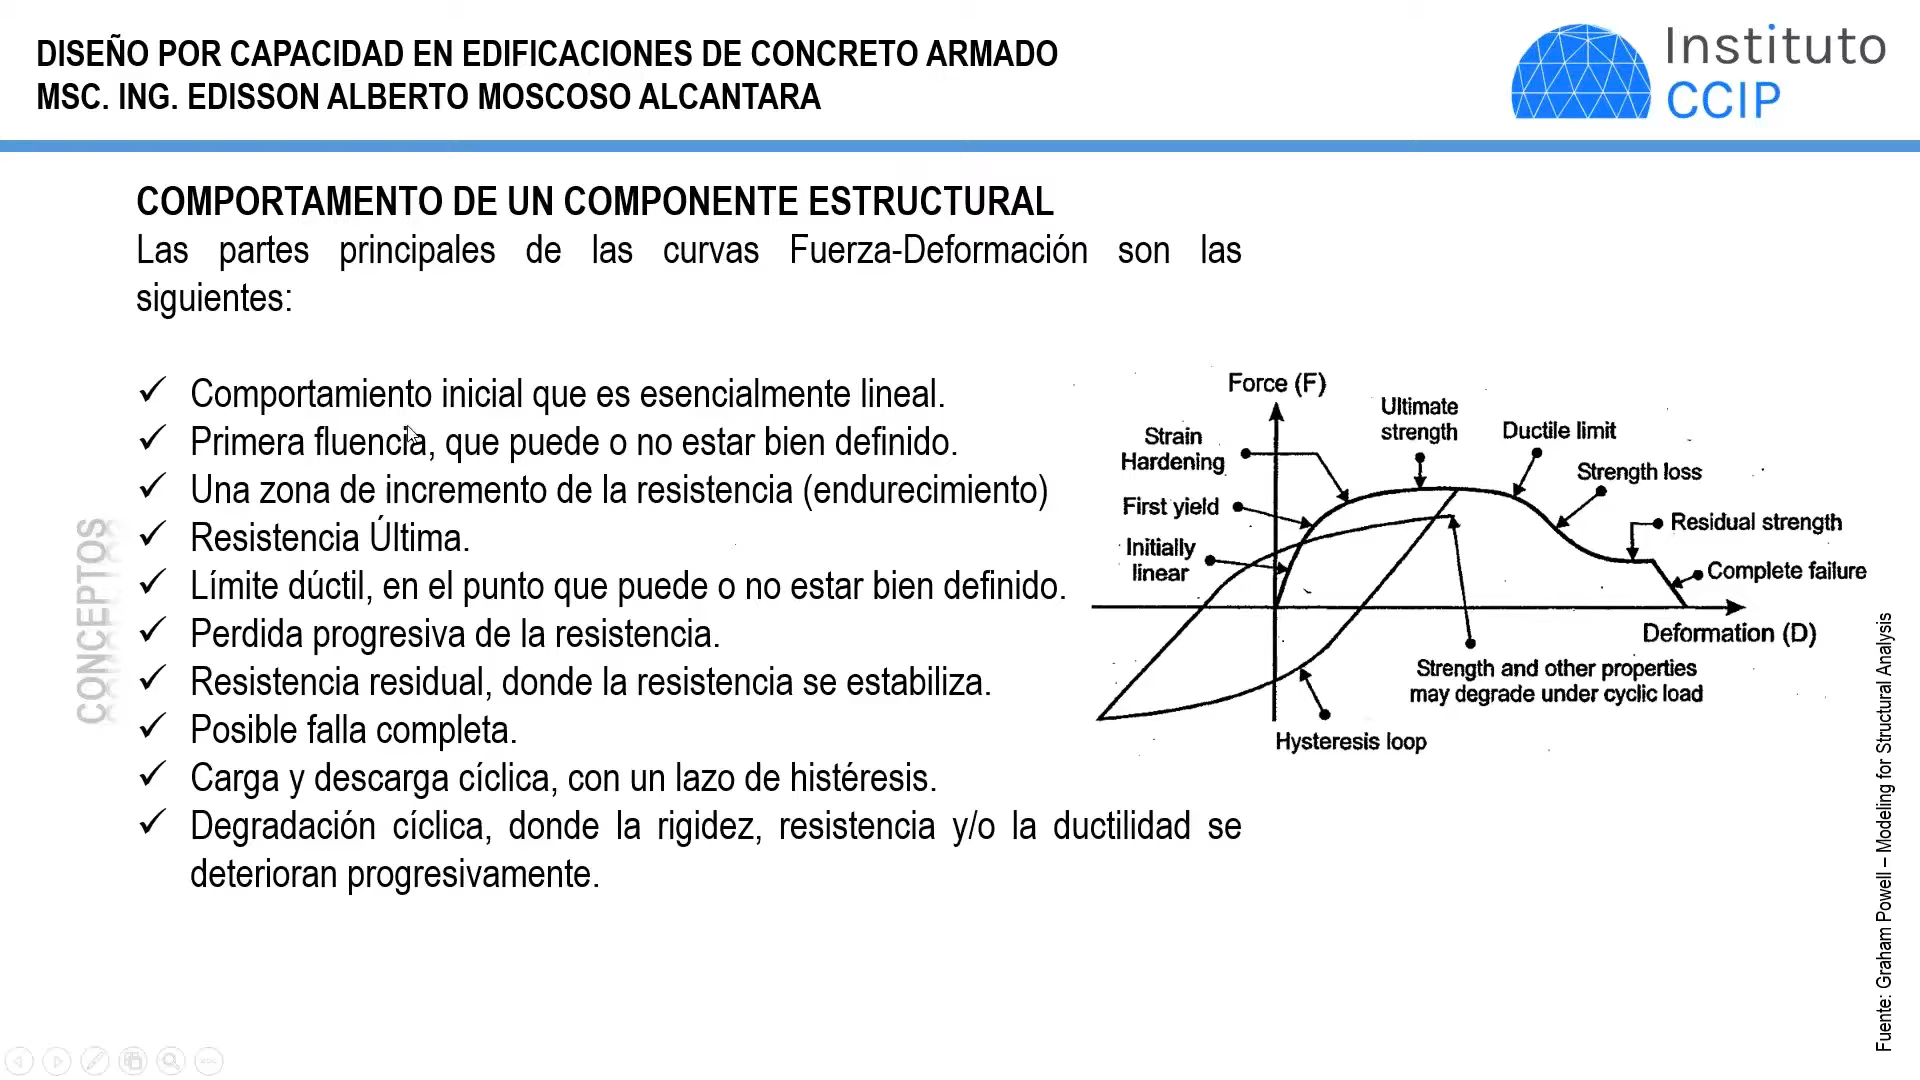 DISEÑO POR CAPACIDAD EN EDIFICACIONES DE CONCRETO ARMADO
MSC. ING. EDISSON ALBERTO MOSCOSO ALCANTARA
Instituto
CCIP
COMPORTAMENTO DE UN COMPONENTE ESTRUCTURAL
Las partes principales de las curvas Fuerza-Deformación son las
siguientes:
✓ Comportamiento inicial que es esencialmente lineal.
✓ Primera fluencia, que puede o no estar bien definido.
✓ Una zona de incremento de la resistencia (endurecimiento)
✓ Resistencia Última.
✓ Límite dúctil, en el punto que puede o no estar bien definido.
✓ Perdida progresiva de la resistencia.
✓ Resistencia residual, donde la resistencia se estabiliza.
✓ Posible falla completa.
✓ Carga y descarga cíclica, con un lazo de histéresis.
✓ Degradación cíclica, donde la rigidez, resistencia y/o la ductilidad se
deterioran progresivamente.
CONCEPTOS
Force (F)
Ultimate
strength
Ductile limit
Strain
Hardening
Strength loss
First yield
Residual strength
Initially
linear
Complete failure
Deformation (D)
Strength and other properties
may degrade under cyclic load
Hysteresis loop
Fuente: Graham Powell – Modeling for Structural Analysis